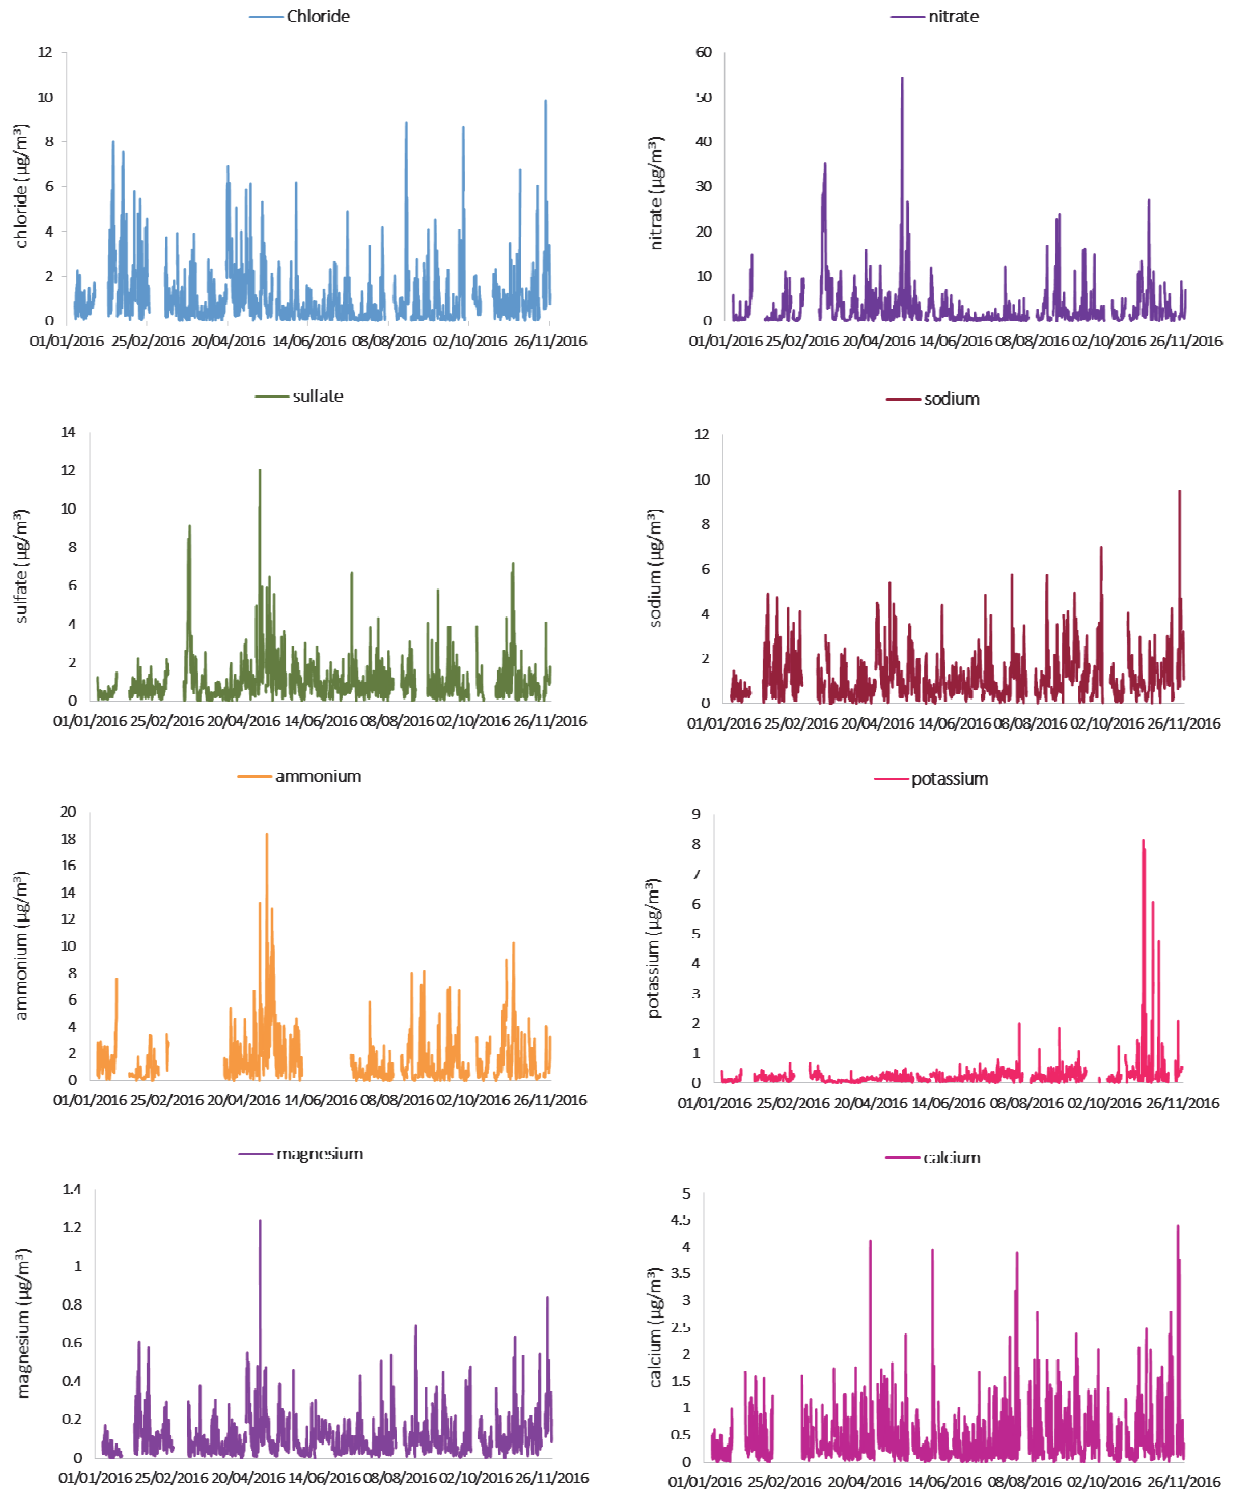 Chloride
12
10
8
6
4
2
0
chloride (µg/m³)
01/01/2016 25/02/2016 20/04/2016 14/06/2016 08/08/2016 02/10/2016 26/11/2016
nitrate
60
50
40
30
20
10
0
nitrate (µg/m³)
01/01/2016 25/02/2016 20/04/2016 14/06/2016 08/08/2016 02/10/2016 26/11/2016
sulfate
14
12
10
8
6
4
2
0
sulfate (µg/m³)
01/01/2016 25/02/2016 20/04/2016 14/06/2016 08/08/2016 02/10/2016 26/11/2016
sodium
12
10
8
6
4
2
0
sodium (µg/m³)
01/01/2016 25/02/2016 20/04/2016 14/06/2016 08/08/2016 02/10/2016 26/11/2016
ammonium
20
18
16
14
12
10
8
6
4
2
0
ammonium (µg/m³)
01/01/2016 25/02/2016 20/04/2016 14/06/2016 08/08/2016 02/10/2016 26/11/2016
potassium
9
8
7
6
5
4
3
2
1
0
potassium (µg/m³)
01/01/2016 25/02/2016 20/04/2016 14/06/2016 08/08/2016 02/10/2016 26/11/2016
magnesium
1.4
1.2
1
0.8
0.6
0.4
0.2
0
magnesium (µg/m³)
01/01/2016 25/02/2016 20/04/2016 14/06/2016 08/08/2016 02/10/2016 26/11/2016
calcium
5
4.5
4
3.5
3
2.5
2
1.5
1
0.5
0
calcium (µg/m³)
01/01/2016 25/02/2016 20/04/2016 14/06/2016 08/08/2016 02/10/2016 26/11/2016